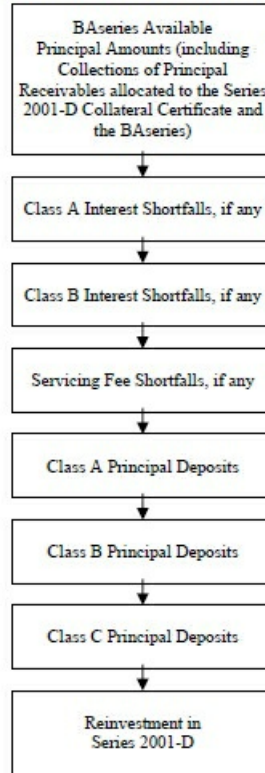 BAseries Available
Principal Amounts (including
Collections of Principal
Receivables allocated to the Series
2001-D Collateral Certificate and
the BAseries)
Class A Interest Shortfalls, if any
Class B Interest Shortfalls, if any
Servicing Fee Shortfalls, if any
Class A Principal Deposits
Class B Principal Deposits
Class C Principal Deposits
Reinvestment in
Series 2001-D